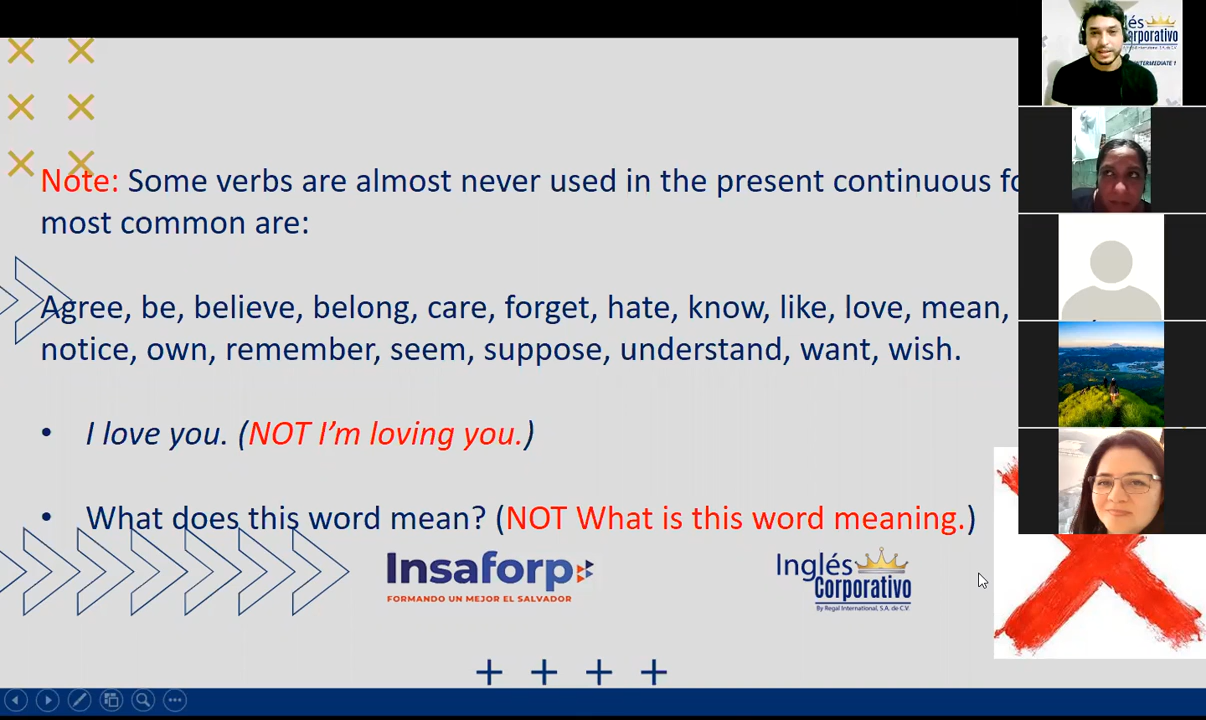 Note: Some verbs are almost never used in the present continuous
most common are:
Agree, be, believe, belong, care, forget, hate, know, like, love, mean,
notice, own, remember, seem, suppose, understand, want, wish.
• I love you. (NOT I’m loving you.)
• What does this word mean? (NOT What is this word meaning.)
Insaforp
FORMANDO UN MEJOR EL SALVADOR
Inglés
Corporativo
By Regal International, S.A. de C.V.
INTERMEDIATE 1